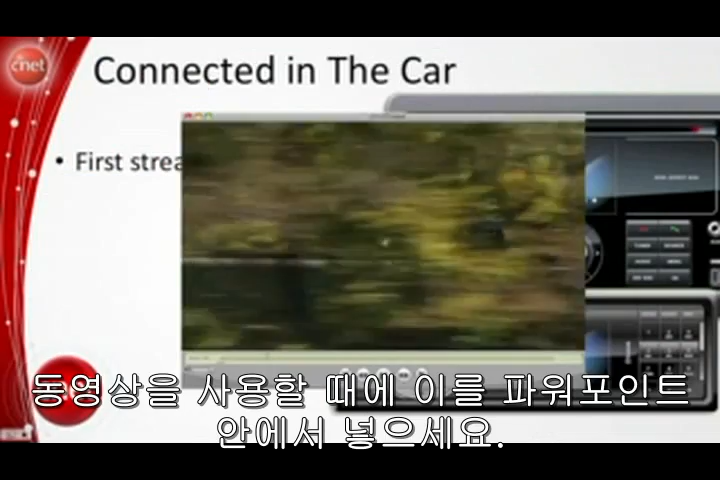 cnet
Connected in The Car
• First strea
동영상을 사용할 때에 이를 파워포인트
안에서 넣으세요.